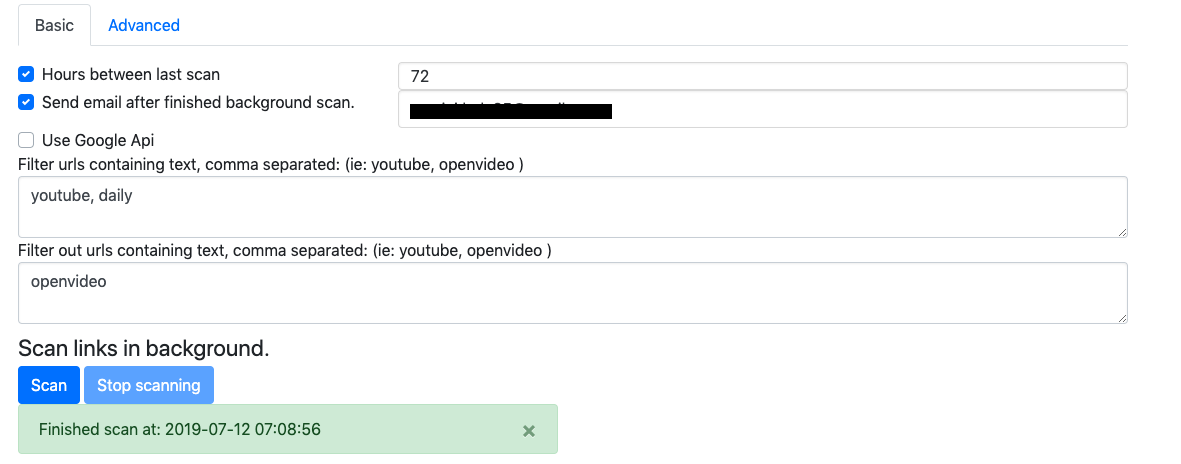 Basic Advanced
Hours between last scan 72
Send email after finished background scan.
Use Google Api
Filter urls containing text, comma separated: (ie: youtube, openvideo )
youtube, daily
Filter out urls containing text, comma separated: (ie: youtube, openvideo )
openvideo
Scan links in background.
Scan Stop scanning
Finished scan at: 2019-07-12 07:08:56 ×